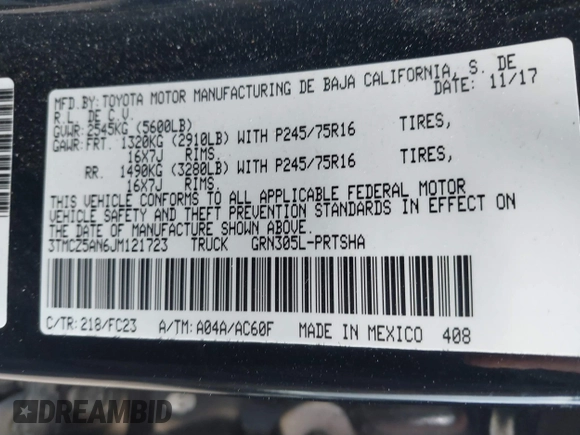 MFD.BY:TOYOTA MOTOR MANUFACTURING DE BAJA CALIFORNIA, S. DE
R.L. DE C.V. DATE: 11/17
GVWR:2545KG (5600LB)
GAWR:FRT. 1320KG (2910LB) WITH P245/75R16 TIRES,
16X7J RIMS.
RR. 1490KG (3280LB) WITH P245/75R16 TIRES,
16X7J RIMS.
THIS VEHICLE CONFORMS TO ALL APPLICABLE FEDERAL MOTOR
VEHICLE SAFETY AND THEFT PREVENTION STANDARDS IN EFFECT ON
THE DATE OF MANUFACTURE SHOWN ABOVE.
3TMCZ5AN6JM121723 TRUCK GRN305L-PRTSHA
C/TR: 218/FC23 A/TM: A04A/AC60F MADE IN MEXICO 408
DREAMBID